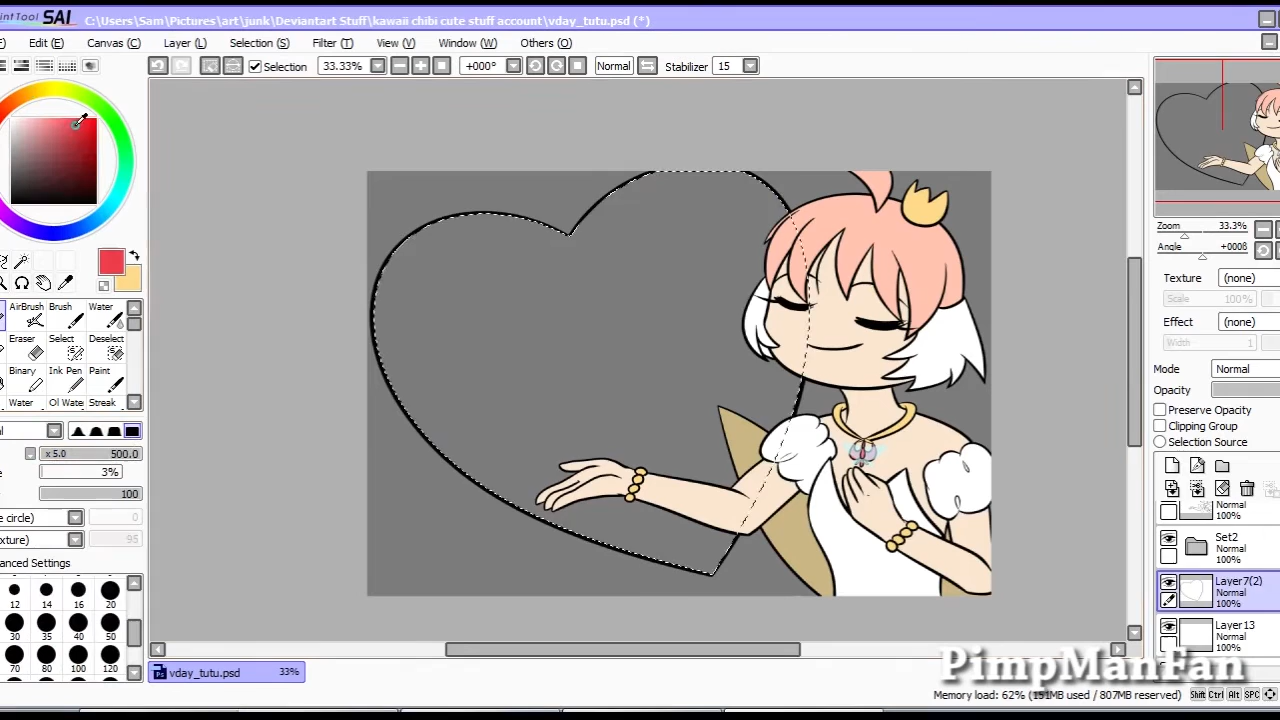 intTool SAI C:\Users\Sam\Pictures\art\junk\Deviantart Stuff\kawaii chibi cute stuff account\vday_tutu.psd (*)
Edit (E) Canvas (C) Layer (L) Selection (S) Filter (T) View (V) Window (W) Others (O)
Selection 33.33% +000° Normal Stabilizer 15
Zoom 33.3%
Angle +0008
Texture (none)
Scale 100%
Effect (none)
Width 1
Mode Normal
Opacity
Preserve Opacity
Clipping Group
Selection Source
AirBrush Brush Water
Eraser Select Deselect
Binary Ink Pen Paint
Water Ol Wate Streak
x 5.0 500.0
3%
100
e circle) 0
xture) 95
anced Settings
12 14 16 20
30 35 40 50
70 80 100 120
Normal
100%
Set2
Normal
100%
Layer7(2)
Normal
100%
Layer13
Normal
100%
vday_tutu.psd 33%
PimpManFan
Memory load: 62% (151MB used / 807MB reserved) Shift Ctrl Alt SPC